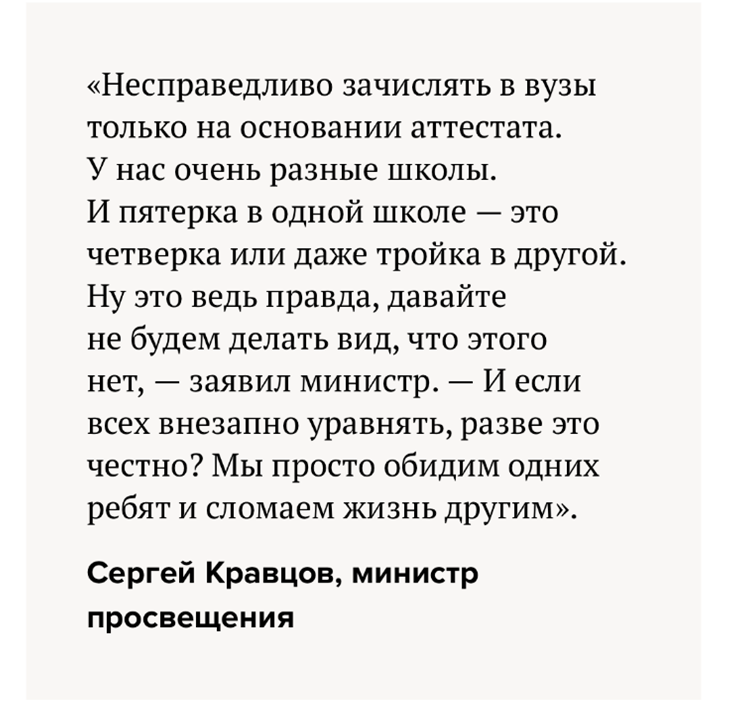 «Несправедливо зачислять в вузы
только на основании аттестата.
У нас очень разные школы.
И пятерка в одной школе — это
четверка или даже тройка в другой.
Ну это ведь правда, давайте
не будем делать вид, что этого
нет, — заявил министр. — И если
всех внезапно уравнять, разве это
честно? Мы просто обидим одних
ребят и сломаем жизнь другим».
Сергей Кравцов, министр
просвещения